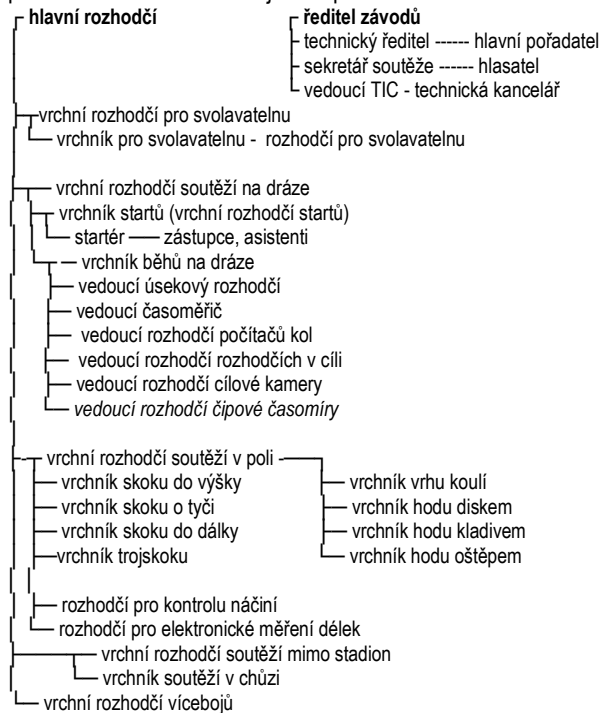 hlavní rozhodčí ředitel závodů
technický ředitel ------ hlavní pořadatel
sekretář soutěže ------ hlasatel
vedoucí TIC - technická kancelář
vrchní rozhodčí pro svolavatelnu
vrchník pro svolavatelnu - rozhodčí pro svolavatelnu
vrchní rozhodčí soutěží na dráze
vrchník startů (vrchní rozhodčí startů)
startér —— zástupce, asistenti
— vrchník běhů na dráze
vedoucí úsekový rozhodčí
vedoucí časoměřič
vedoucí rozhodčí počítačů kol
vedoucí rozhodčí rozhodčích v cíli
vedoucí rozhodčí cílové kamery
vedoucí rozhodčí čipové časomíry
vrchní rozhodčí soutěží v poli -
vrchník skoku do výšky vrchník vrhu koulí
vrchník skoku o tyči vrchník hodu diskem
vrchník skoku do dálky vrchník hodu kladivem
vrchník trojskoku vrchník hodu oštěpem
rozhodčí pro kontrolu náčiní
rozhodčí pro elektronické měření délek
vrchní rozhodčí soutěží mimo stadion
vrchník soutěží v chůzi
vrchní rozhodčí vícebojů